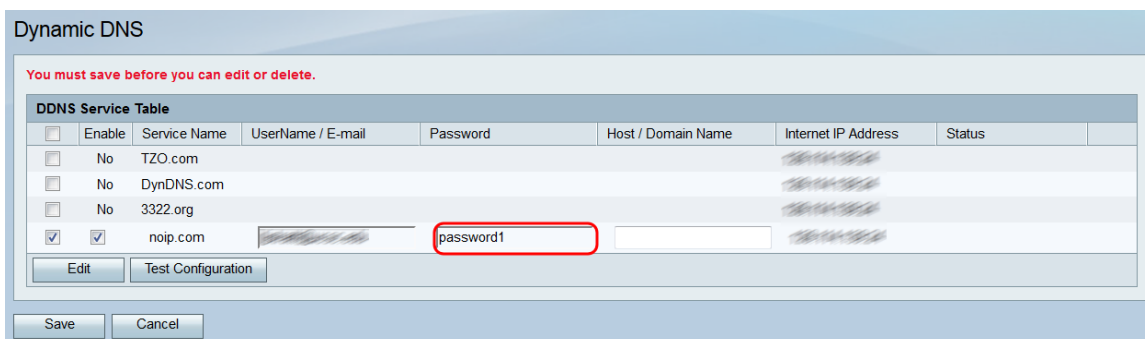 Dynamic DNS
You must save before you can edit or delete.
DDNS Service Table
Enable Service Name UserName / E-mail Password Host / Domain Name Internet IP Address Status
No TZO.com
No DynDNS.com
No 3322.org
noip.com password1
Edit Test Configuration
Save Cancel